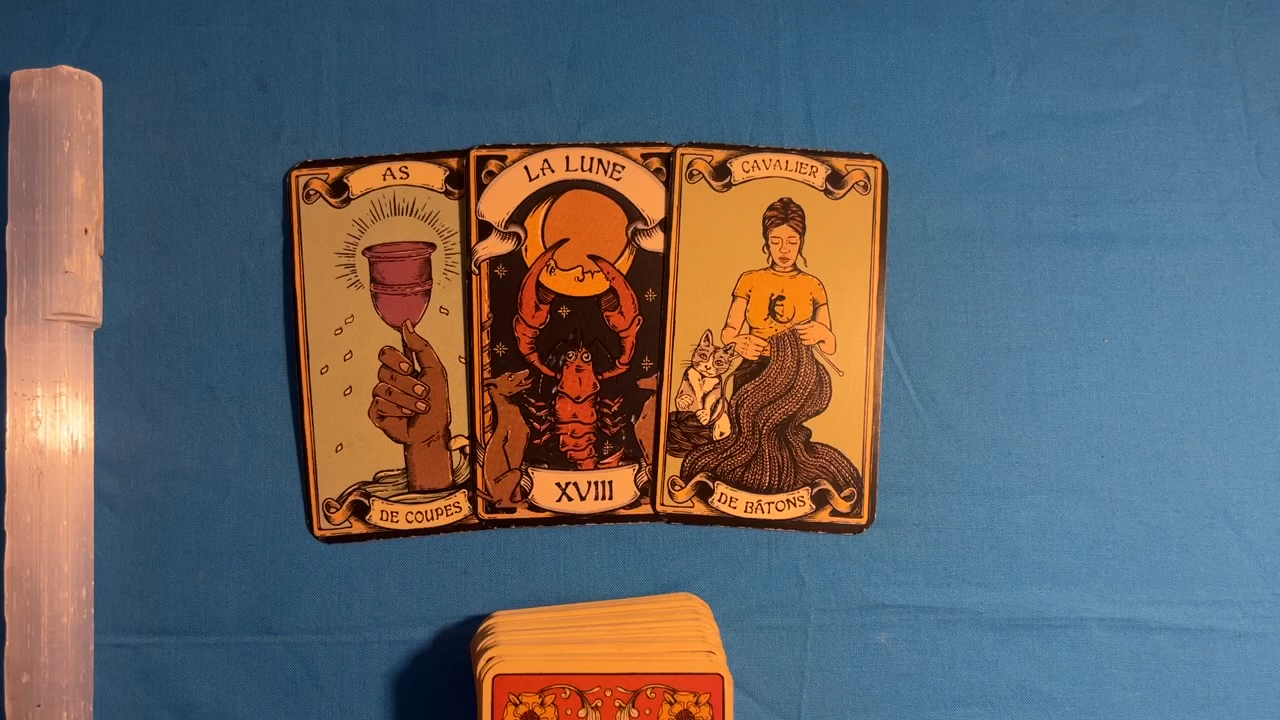 AS
DE COUPES
LA LUNE
XVIII
CAVALIER
DE BÂTONS